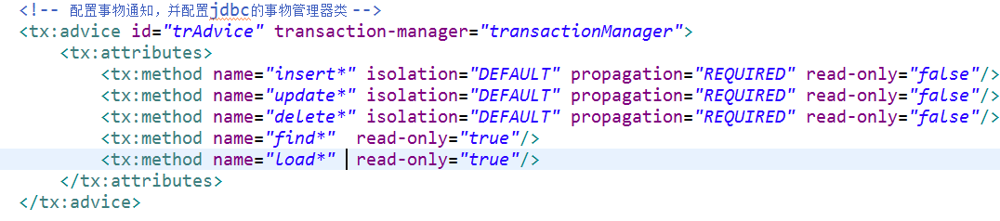 <!-- 配置事物通知，并配置jdbc的事物管理器类 -->
<tx:advice id="trAdvice" transaction-manager="transactionManager">
<tx:attributes>
<tx:method name="insert*" isolation="DEFAULT" propagation="REQUIRED" read-only="false"/>
<tx:method name="update*" isolation="DEFAULT" propagation="REQUIRED" read-only="false"/>
<tx:method name="delete*" isolation="DEFAULT" propagation="REQUIRED" read-only="false"/>
<tx:method name="find*"  read-only="true"/>
<tx:method name="load*"  read-only="true"/>
</tx:attributes>
</tx:advice>